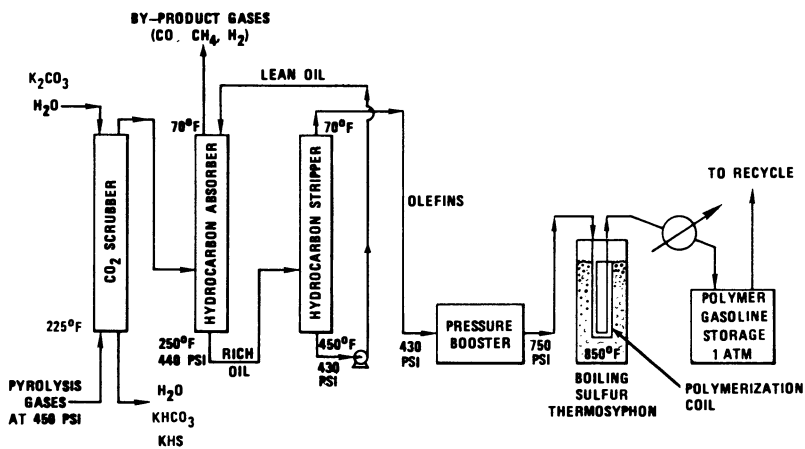 BY-PRODUCT GASES
(CO, CH4, H2)
K2CO3
H2O
LEAN OIL
70°F
70°F
TO RECYCLE
CO2 SCRUBBER
HYDROCARBON ABSORBER
HYDROCARBON STRIPPER
OLEFINS
225°F
250°F
440 PSI
RICH
OIL
450°F
430
PSI
430
PSI
PRESSURE
BOOSTER
750
PSI
850°F
BOILING
SULFUR
THERMOSYPHON
POLYMERIZATION
COIL
POLYMER
GASOLINE
STORAGE
1 ATM
PYROLYSIS
GASES
AT 450 PSI
H2O
KHCO3
KHS